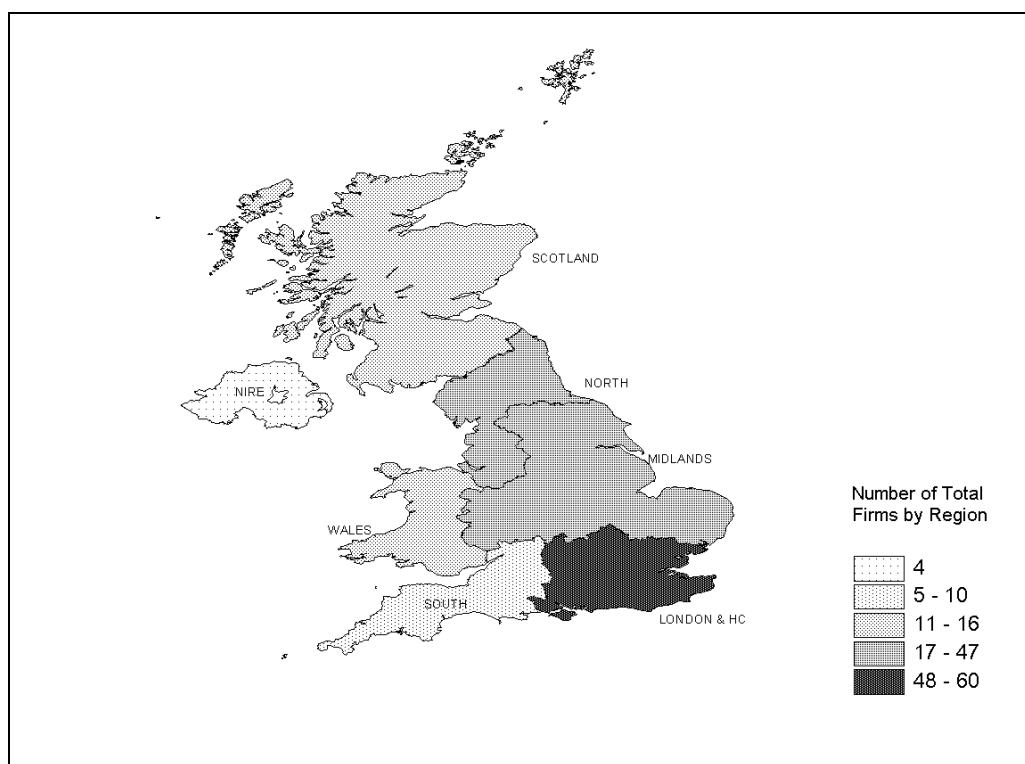 SCOTLAND
NIRE
NORTH
MIDLANDS
WALES
SOUTH
LONDON & HC
Number of Total
Firms by Region
4
5 - 10
11 - 16
17 - 47
48 - 60